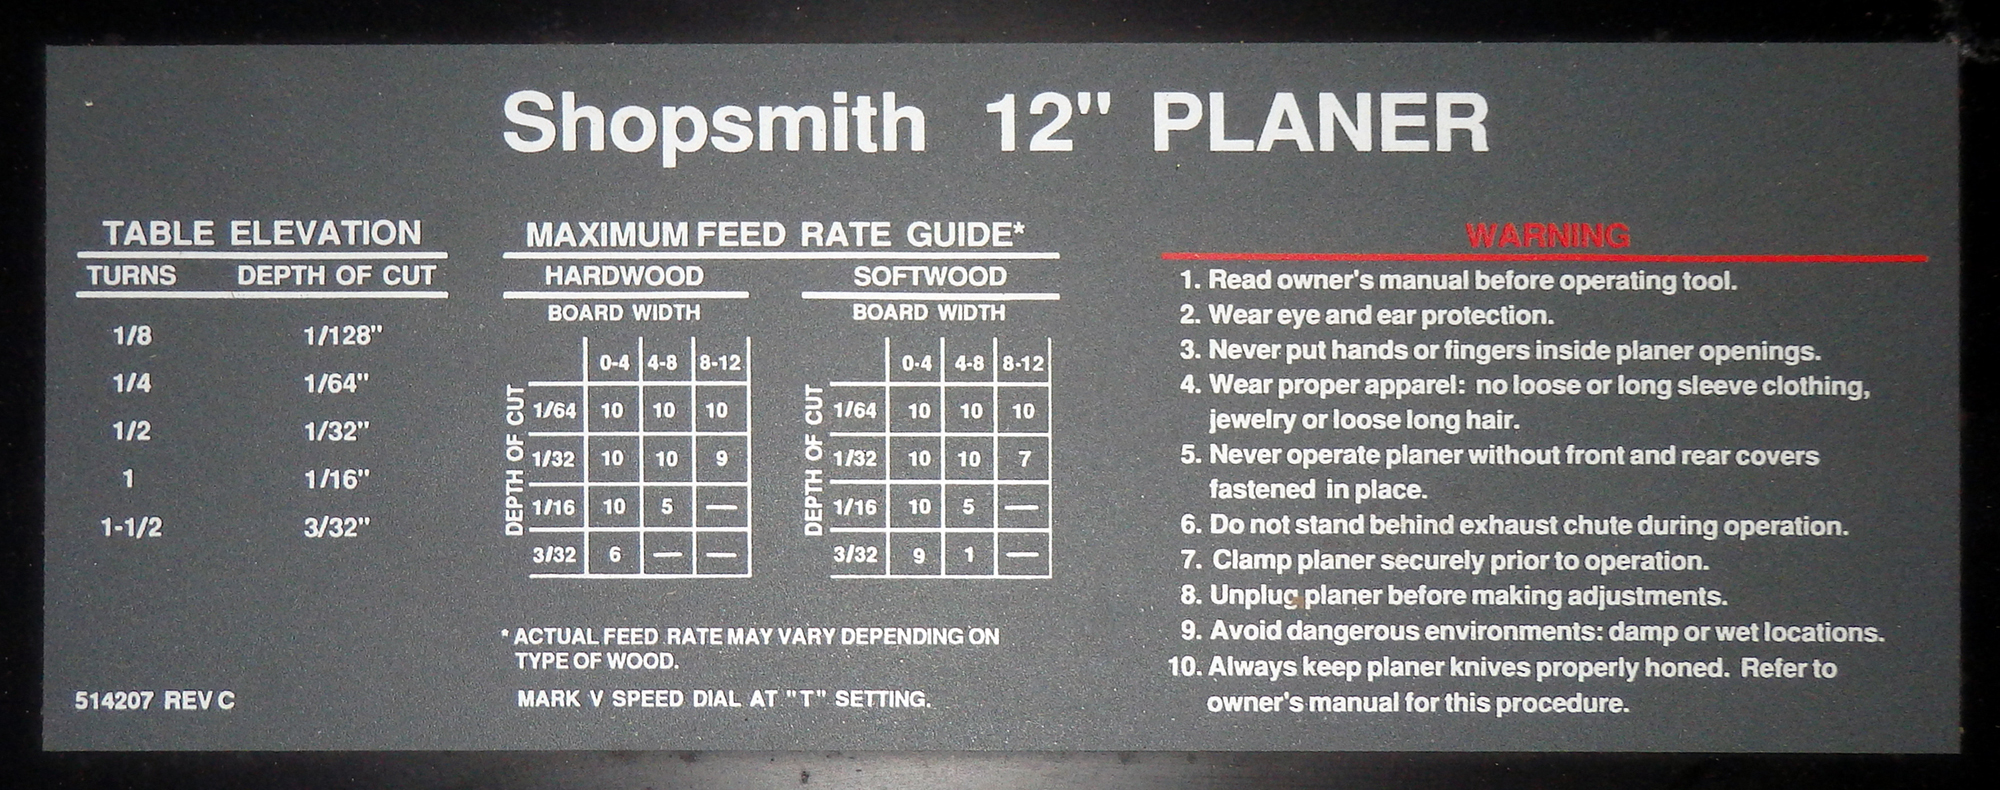 Shopsmith 12" PLANER
TABLE ELEVATION
TURNS DEPTH OF CUT
1/8 1/128"
1/4 1/64"
1/2 1/32"
1 1/16"
1-1/2 3/32"
514207 REV C
MAXIMUM FEED RATE GUIDE*
HARDWOOD
BOARD WIDTH
DEPTH OF CUT
0-4 4-8 8-12
1/64 10 10 10
1/32 10 10 9
1/16 10 5 —
3/32 6 — —
SOFTWOOD
BOARD WIDTH
DEPTH OF CUT
0-4 4-8 8-12
1/64 10 10 10
1/32 10 10 7
1/16 10 5 —
3/32 9 1 —
* ACTUAL FEED RATE MAY VARY DEPENDING ON
TYPE OF WOOD.
MARK V SPEED DIAL AT "T" SETTING.
WARNING
1. Read owner's manual before operating tool.
2. Wear eye and ear protection.
3. Never put hands or fingers inside planer openings.
4. Wear proper apparel: no loose or long sleeve clothing,
jewelry or loose long hair.
5. Never operate planer without front and rear covers
fastened in place.
6. Do not stand behind exhaust chute during operation.
7. Clamp planer securely prior to operation.
8. Unplug planer before making adjustments.
9. Avoid dangerous environments: damp or wet locations.
10. Always keep planer knives properly honed. Refer to
owner's manual for this procedure.